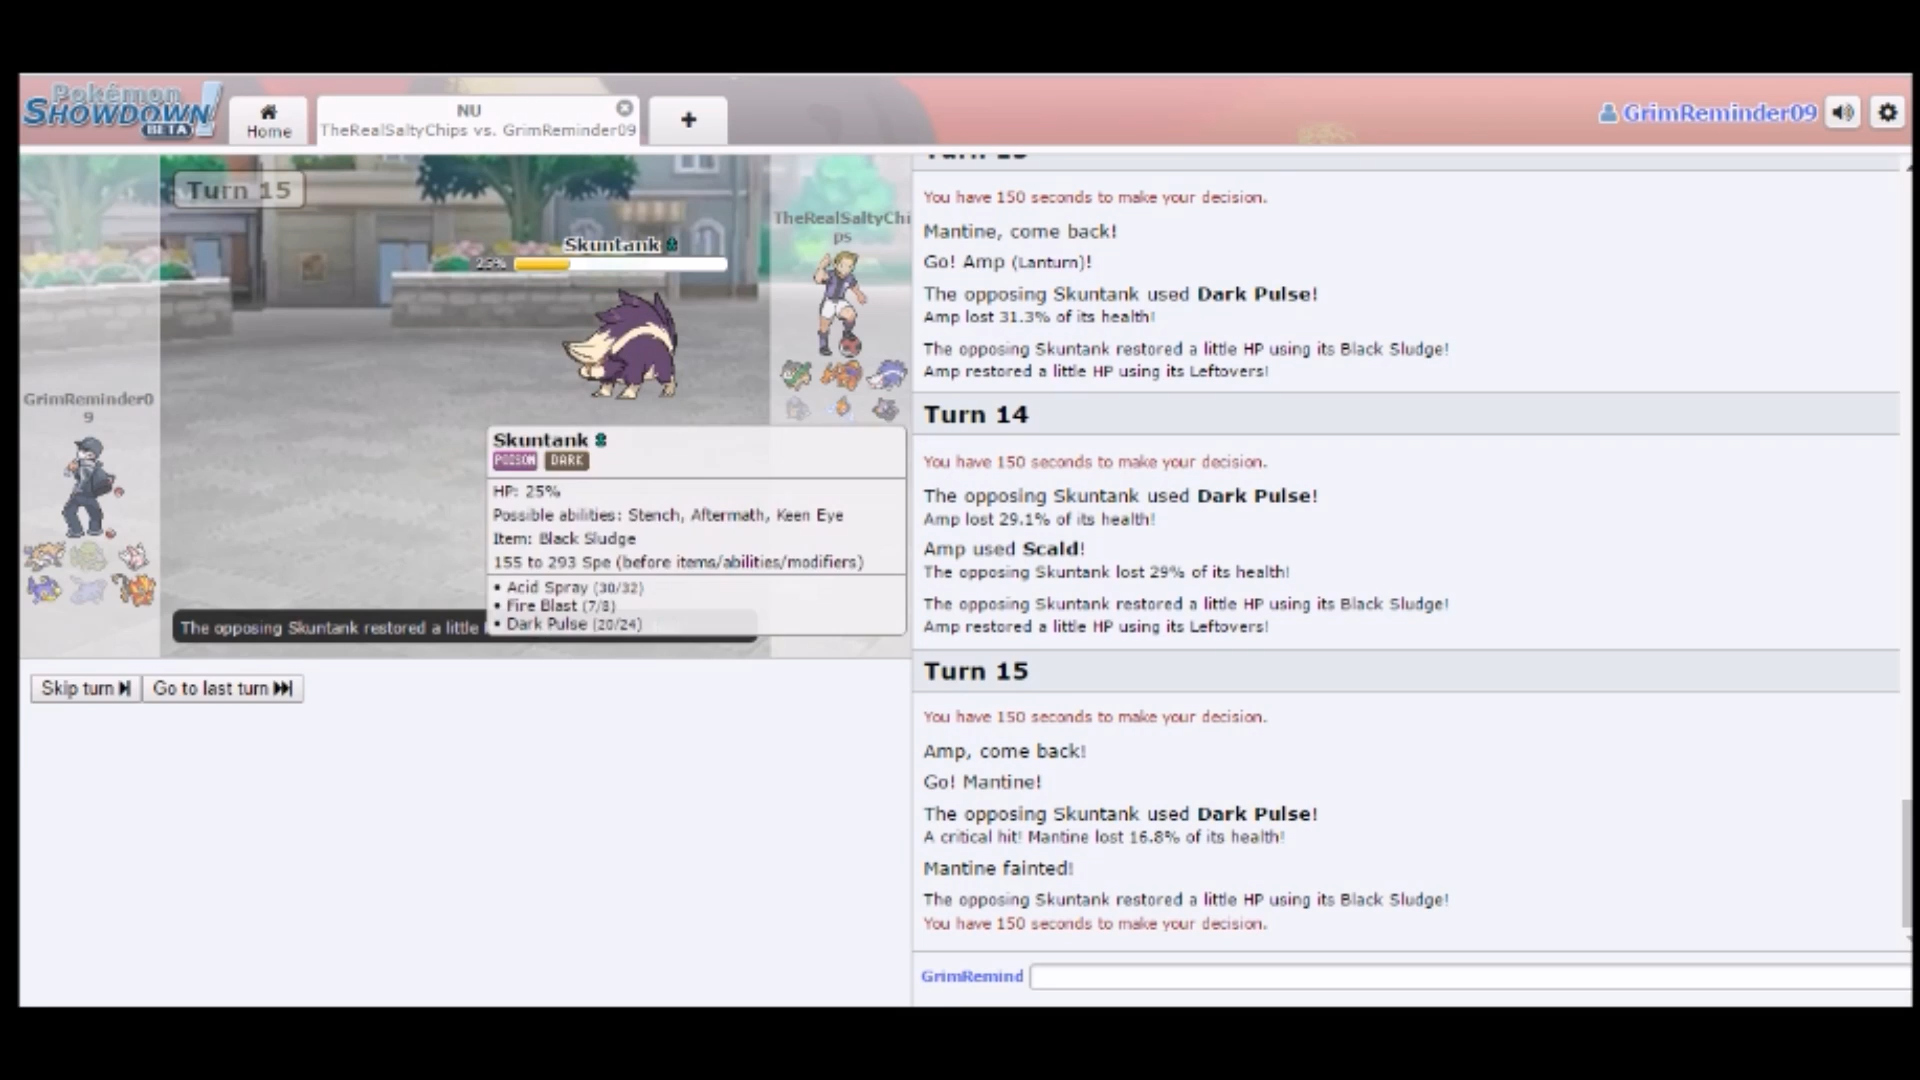 Pokémon
SHOWDOWN!
BETA
Home
NU
TheRealSaltyChips vs. GrimReminder09
GrimReminder09
Turn 15
Skuntank
25%
TheRealSaltyChi
ps
GrimReminder0
9
Skuntank
POISON DARK
HP: 25%
Possible abilities: Stench, Aftermath, Keen Eye
Item: Black Sludge
155 to 293 Spe (before items/abilities/modifiers)
• Acid Spray (30/32)
• Fire Blast (7/8)
• Dark Pulse (20/24)
The opposing Skuntank restored a little
Skip turn
Go to last turn
You have 150 seconds to make your decision.
Mantine, come back!
Go! Amp (Lanturn)!
The opposing Skuntank used Dark Pulse!
Amp lost 31.3% of its health!
The opposing Skuntank restored a little HP using its Black Sludge!
Amp restored a little HP using its Leftovers!
Turn 14
You have 150 seconds to make your decision.
The opposing Skuntank used Dark Pulse!
Amp lost 29.1% of its health!
Amp used Scald!
The opposing Skuntank lost 29% of its health!
The opposing Skuntank restored a little HP using its Black Sludge!
Amp restored a little HP using its Leftovers!
Turn 15
You have 150 seconds to make your decision.
Amp, come back!
Go! Mantine!
The opposing Skuntank used Dark Pulse!
A critical hit! Mantine lost 16.8% of its health!
Mantine fainted!
The opposing Skuntank restored a little HP using its Black Sludge!
You have 150 seconds to make your decision.
GrimRemind